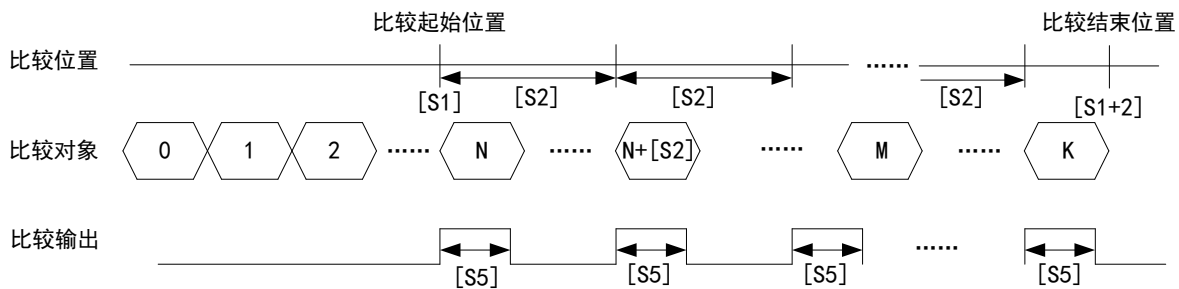 比较起始位置 比较结束位置
比较位置 ……
[S1] [S2] [S2] [S2] [S1+2]
比较对象 0 1 2 …… N …… N+[S2] …… M …… K
比较输出 ……
[S5] [S5] [S5] [S5]